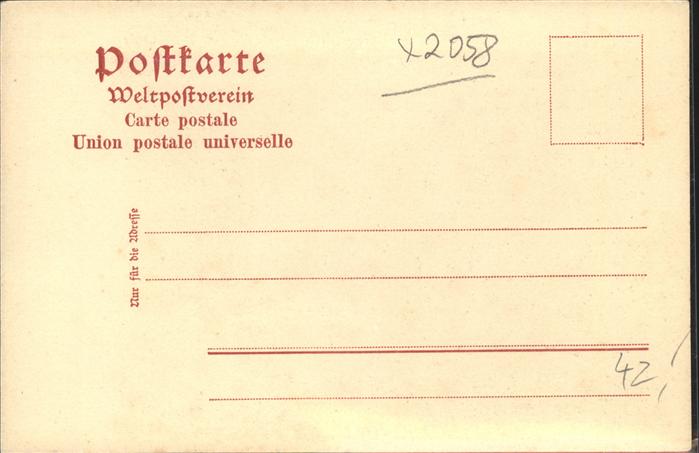 Postkarte
x2058
Weltpostverein
Carte postale
Union postale universelle
Nur für die Adresse
42,